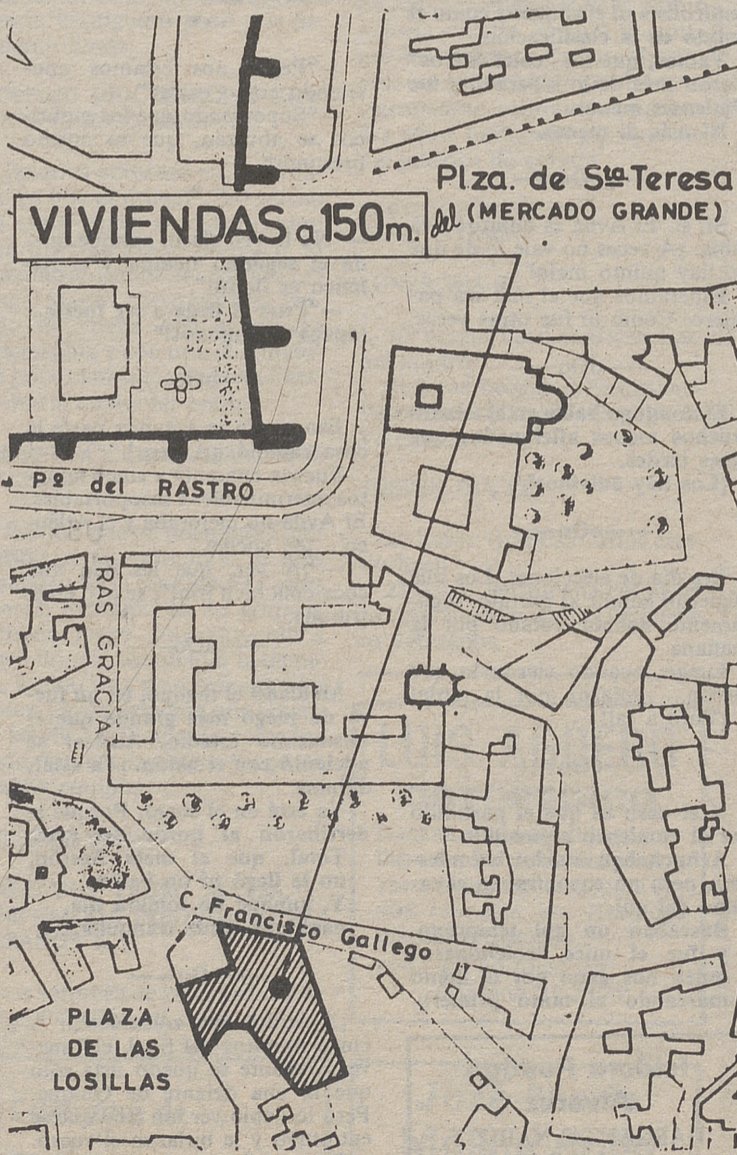 Plza. de Sta Teresa
VIVIENDAS a 150 m. del (MERCADO GRANDE)
Pº del RASTRO
TRAS GRACIA
C. Francisco Gallego
PLAZA
DE LAS
LOSILLAS